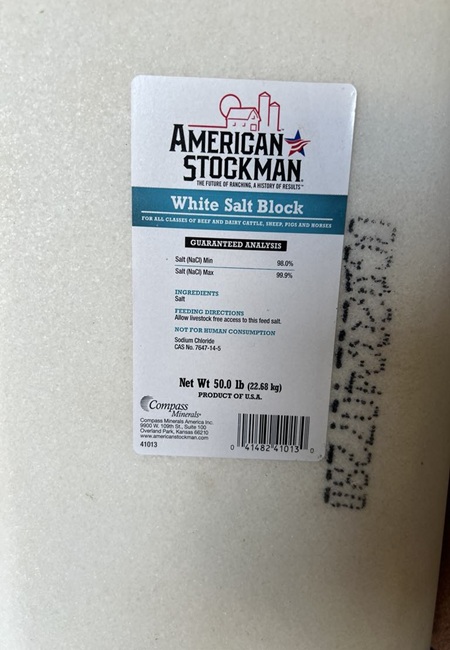 AMERICAN
STOCKMAN
THE FUTURE OF RANCHING, A HISTORY OF RESULTS™
White Salt Block
FOR ALL CLASSES OF BEEF AND DAIRY CATTLE, SHEEP, PIGS AND HORSES
GUARANTEED ANALYSIS
Salt (NaCl) Min 98.0%
Salt (NaCl) Max 99.9%
INGREDIENTS
Salt
FEEDING DIRECTIONS
Allow livestock free access to this feed salt.
NOT FOR HUMAN CONSUMPTION
Sodium Chloride
CAS No. 7647-14-5
Net Wt 50.0 lb (22.68 kg)
PRODUCT OF U.S.A.
Compass
Minerals®
Compass Minerals America Inc.
9900 W. 109th St., Suite 100
Overland Park, Kansas 66210
www.americanstockman.com
41013
0 41482 41013 0